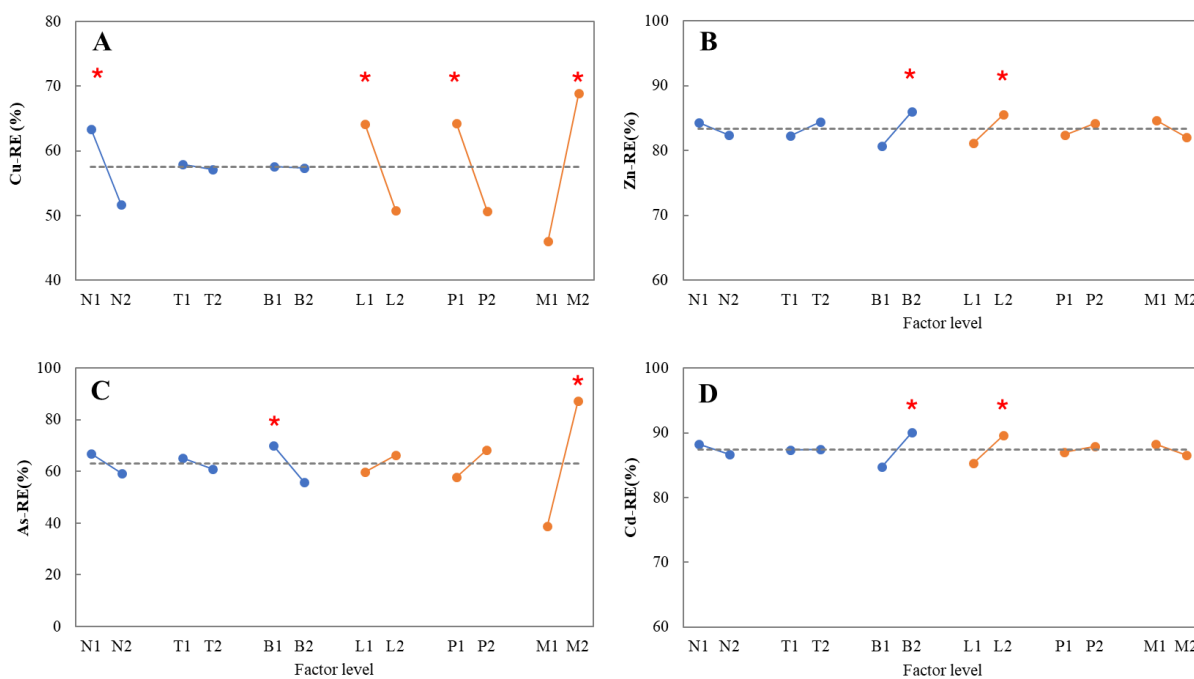 A
*
*
*
*
Cu-RE (%)
80
70
60
50
40
N1 N2 T1 T2 B1 B2 L1 L2 P1 P2 M1 M2
B
*
*
Zn-RE(%)
100
90
80
70
60
N1 N2 T1 T2 B1 B2 L1 L2 P1 P2 M1 M2
Factor level
C
*
*
As-RE(%)
100
80
60
40
20
0
N1 N2 T1 T2 B1 B2 L1 L2 P1 P2 M1 M2
Factor level
D
*
*
Cd-RE(%)
100
90
80
70
60
N1 N2 T1 T2 B1 B2 L1 L2 P1 P2 M1 M2
Factor level